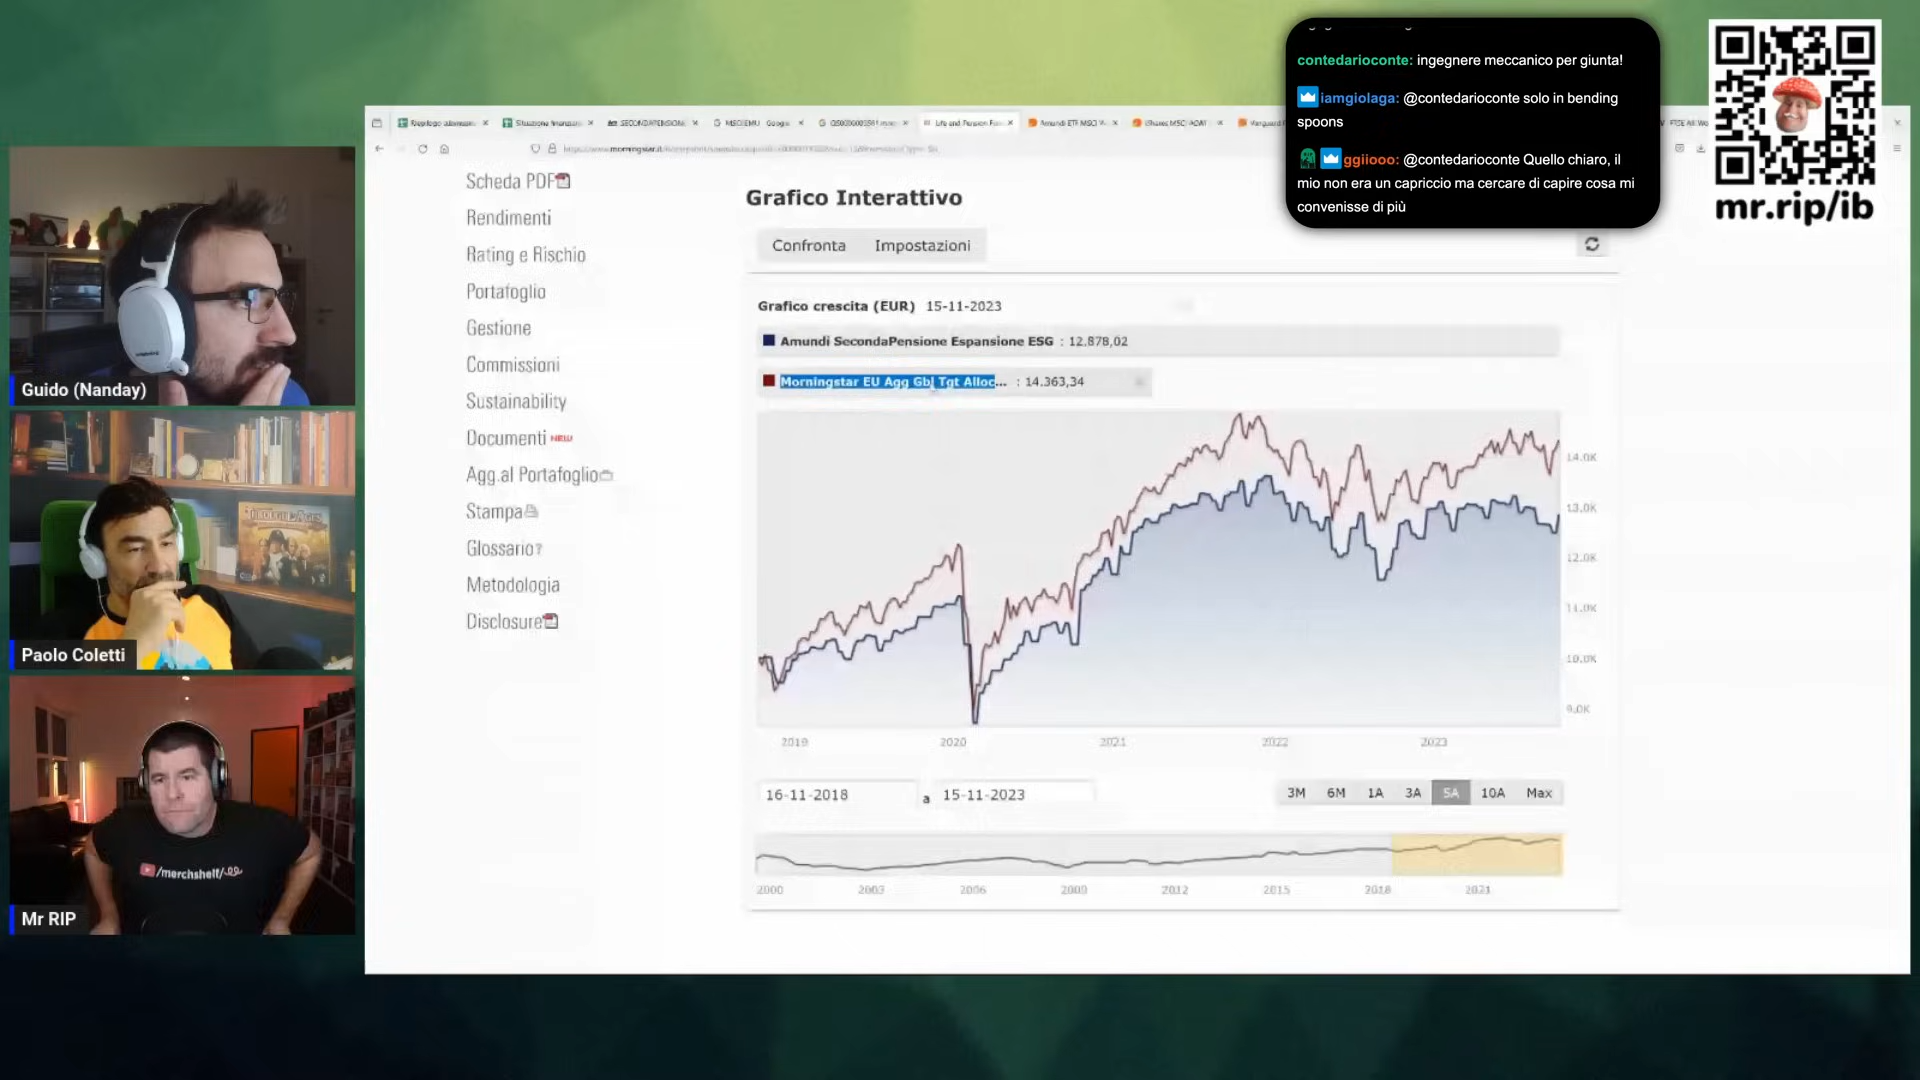 contedarioconte: ingegnere meccanico per giunta!
iamgiolaga: @contedarioconte solo in bending
spoons
ggiiooo: @contedarioconte Quello chiaro, il
mio non era un capriccio ma cercare di capire cosa mi
convenisse di più
mr.rip/ib
Guido (Nanday)
Paolo Coletti
/merchshelf/
Mr RIP
Life and Pension
Scheda PDF
Rendimenti
Rating e Rischio
Portafoglio
Gestione
Commissioni
Sustainability
Documenti NEW
Agg.al Portafoglio
Stampa
Glossario?
Metodologia
Disclosure
Grafico Interattivo
Confronta Impostazioni
Grafico crescita (EUR) 15-11-2023
Amundi SecondaPensione Espansione ESG : 12.878,02
Morningstar EU Agg Gbl Tgt Alloc... : 14.363,34
14.0K
13.0K
12.0K
11.0K
10.0K
9.0K
2019 2020 2021 2022 2023
16-11-2018 a 15-11-2023
3M 6M 1A 3A 5A 10A Max
2000 2003 2006 2009 2012 2015 2018 2021